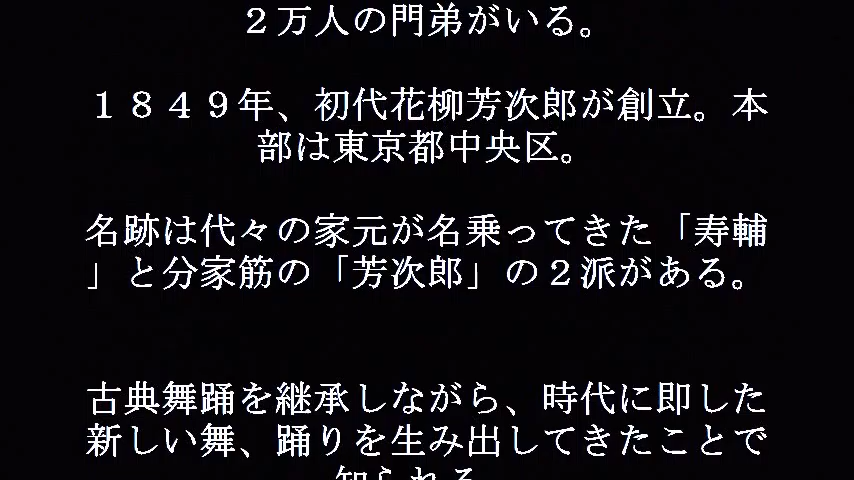 ２万人の門弟がいる。
１８４９年、初代花柳芳次郎が創立。本
部は東京都中央区。
名跡は代々の家元が名乗ってきた「寿輔
」と分家筋の「芳次郎」の２派がある。
古典舞踊を継承しながら、時代に即した
新しい舞、踊りを生み出してきたことで
知られる